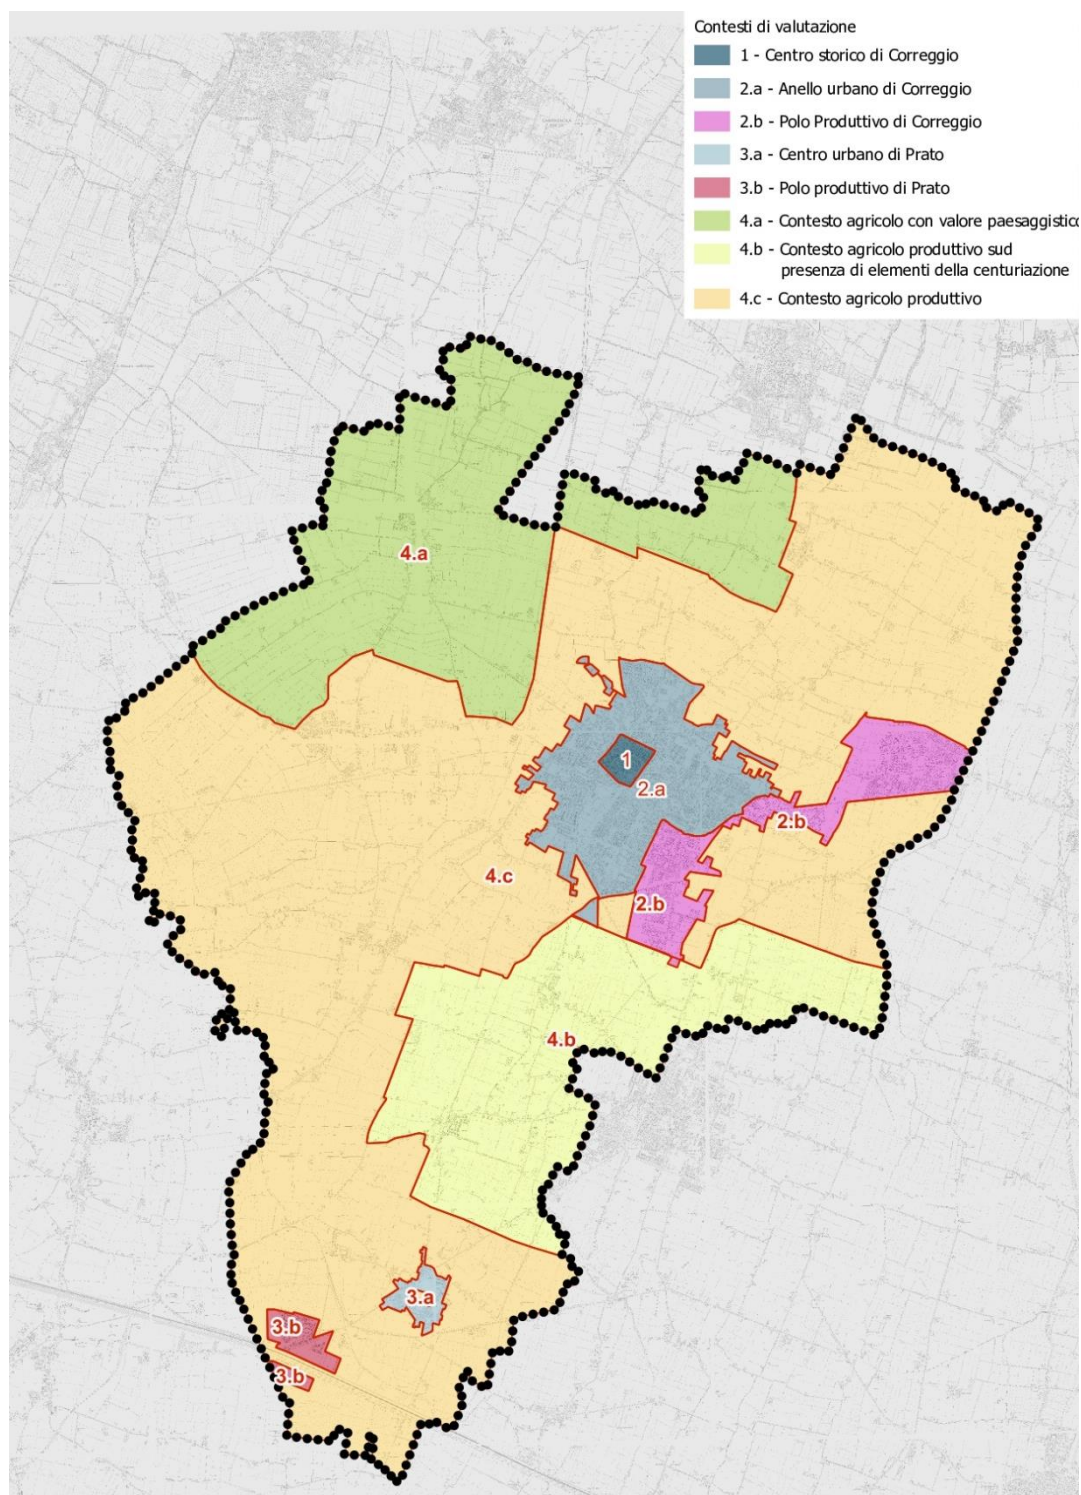 Contesti di valutazione
1 - Centro storico di Correggio
2.a - Anello urbano di Correggio
2.b - Polo Produttivo di Correggio
3.a - Centro urbano di Prato
3.b - Polo produttivo di Prato
4.a - Contesto agricolo con valore paesaggistico
4.b - Contesto agricolo produttivo sud
presenza di elementi della centuriazione
4.c - Contesto agricolo produttivo
4.a
1
2.a
2.b
4.c
2.b
4.b
3.a
3.b
3.b